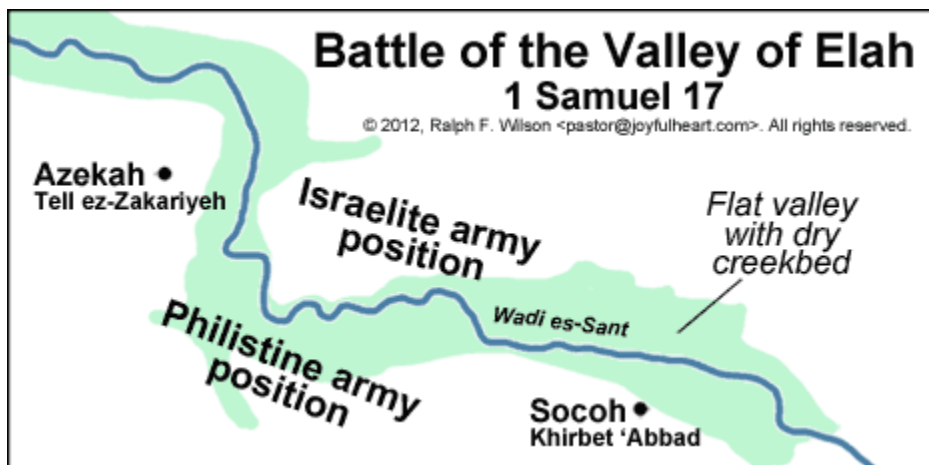 Battle of the Valley of Elah
1 Samuel 17
© 2012, Ralph F. Wilson <pastor@joyfulheart.com>. All rights reserved.
Azekah
Tell ez-Zakariyeh
Israelite army
position
Flat valley
with dry
creekbed
Wadi es-Sant
Philistine army
position
Socoh
Khirbet ‘Abbad